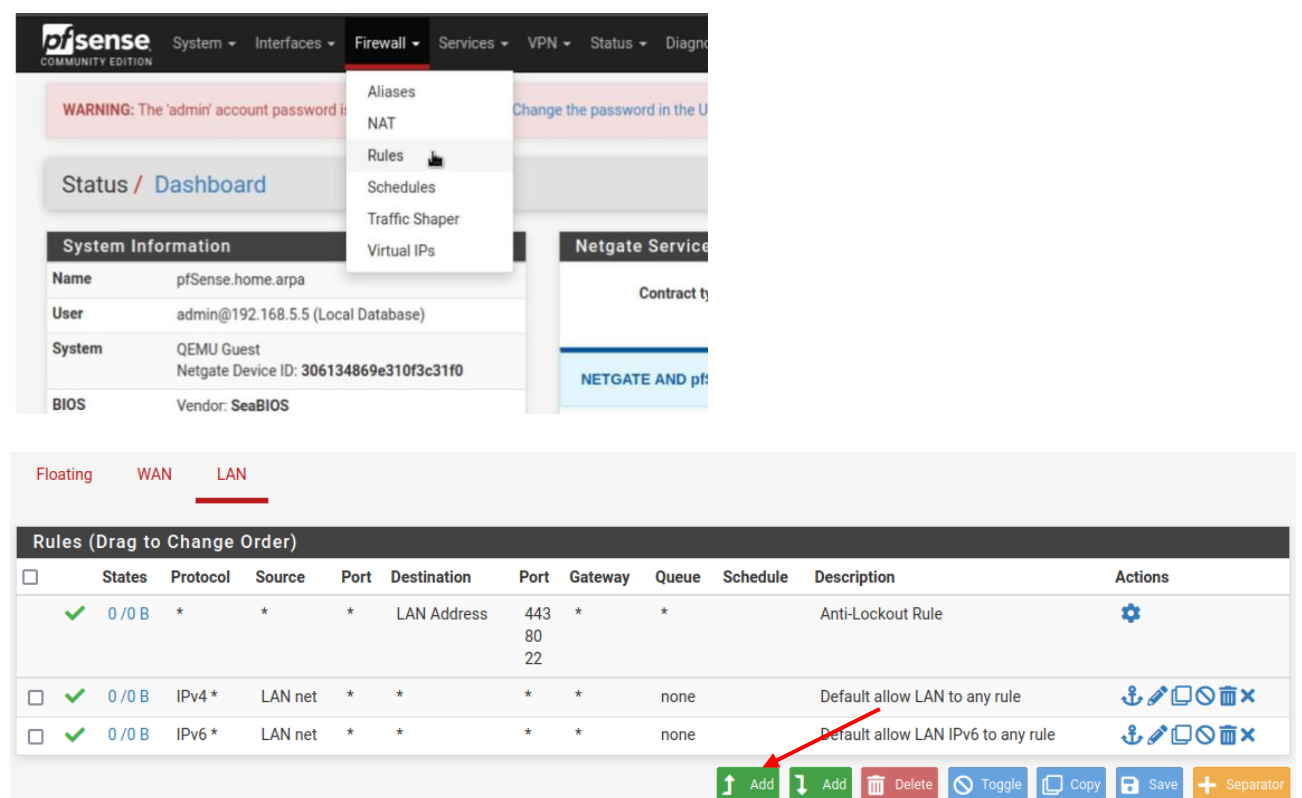 pfsense System Interfaces Firewall Services VPN Status Diagno
COMMUNITY EDITION
Aliases
WARNING: The 'admin' account password i Change the password in the U
NAT
Rules
Status / Dashboard
Schedules
Traffic Shaper
System Information Netgate Service
Virtual IPs
Name pfSense.home.arpa
Contract ty
User admin@192.168.5.5 (Local Database)
System QEMU Guest
Netgate Device ID: 306134869e310f3c31f0
NETGATE AND pfS
BIOS Vendor: SeaBIOS
Floating WAN LAN
Rules (Drag to Change Order)
States Protocol Source Port Destination Port Gateway Queue Schedule Description Actions
0 /0 B * * * LAN Address 443 * * Anti-Lockout Rule
80
22
0 /0 B IPv4 * LAN net * * * * none Default allow LAN to any rule
0 /0 B IPv6 * LAN net * * * * none Default allow LAN IPv6 to any rule
Add Add Delete Toggle Copy Save Separator